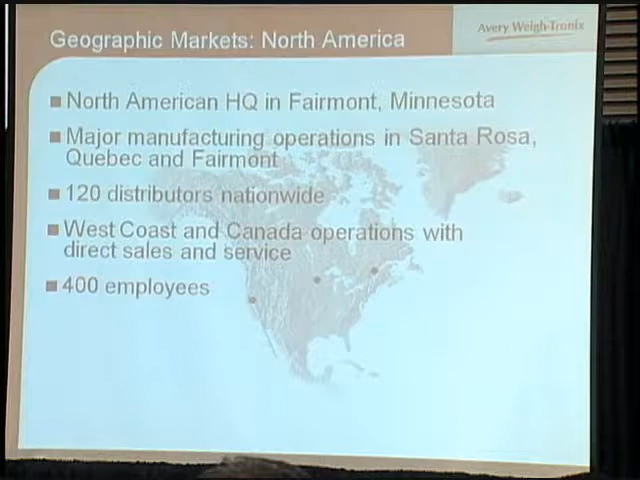 Geographic Markets: North America
Avery Weigh-Tronix
North American HQ in Fairmont, Minnesota
Major manufacturing operations in Santa Rosa,
Quebec and Fairmont
120 distributors nationwide
West Coast and Canada operations with
direct sales and service
400 employees